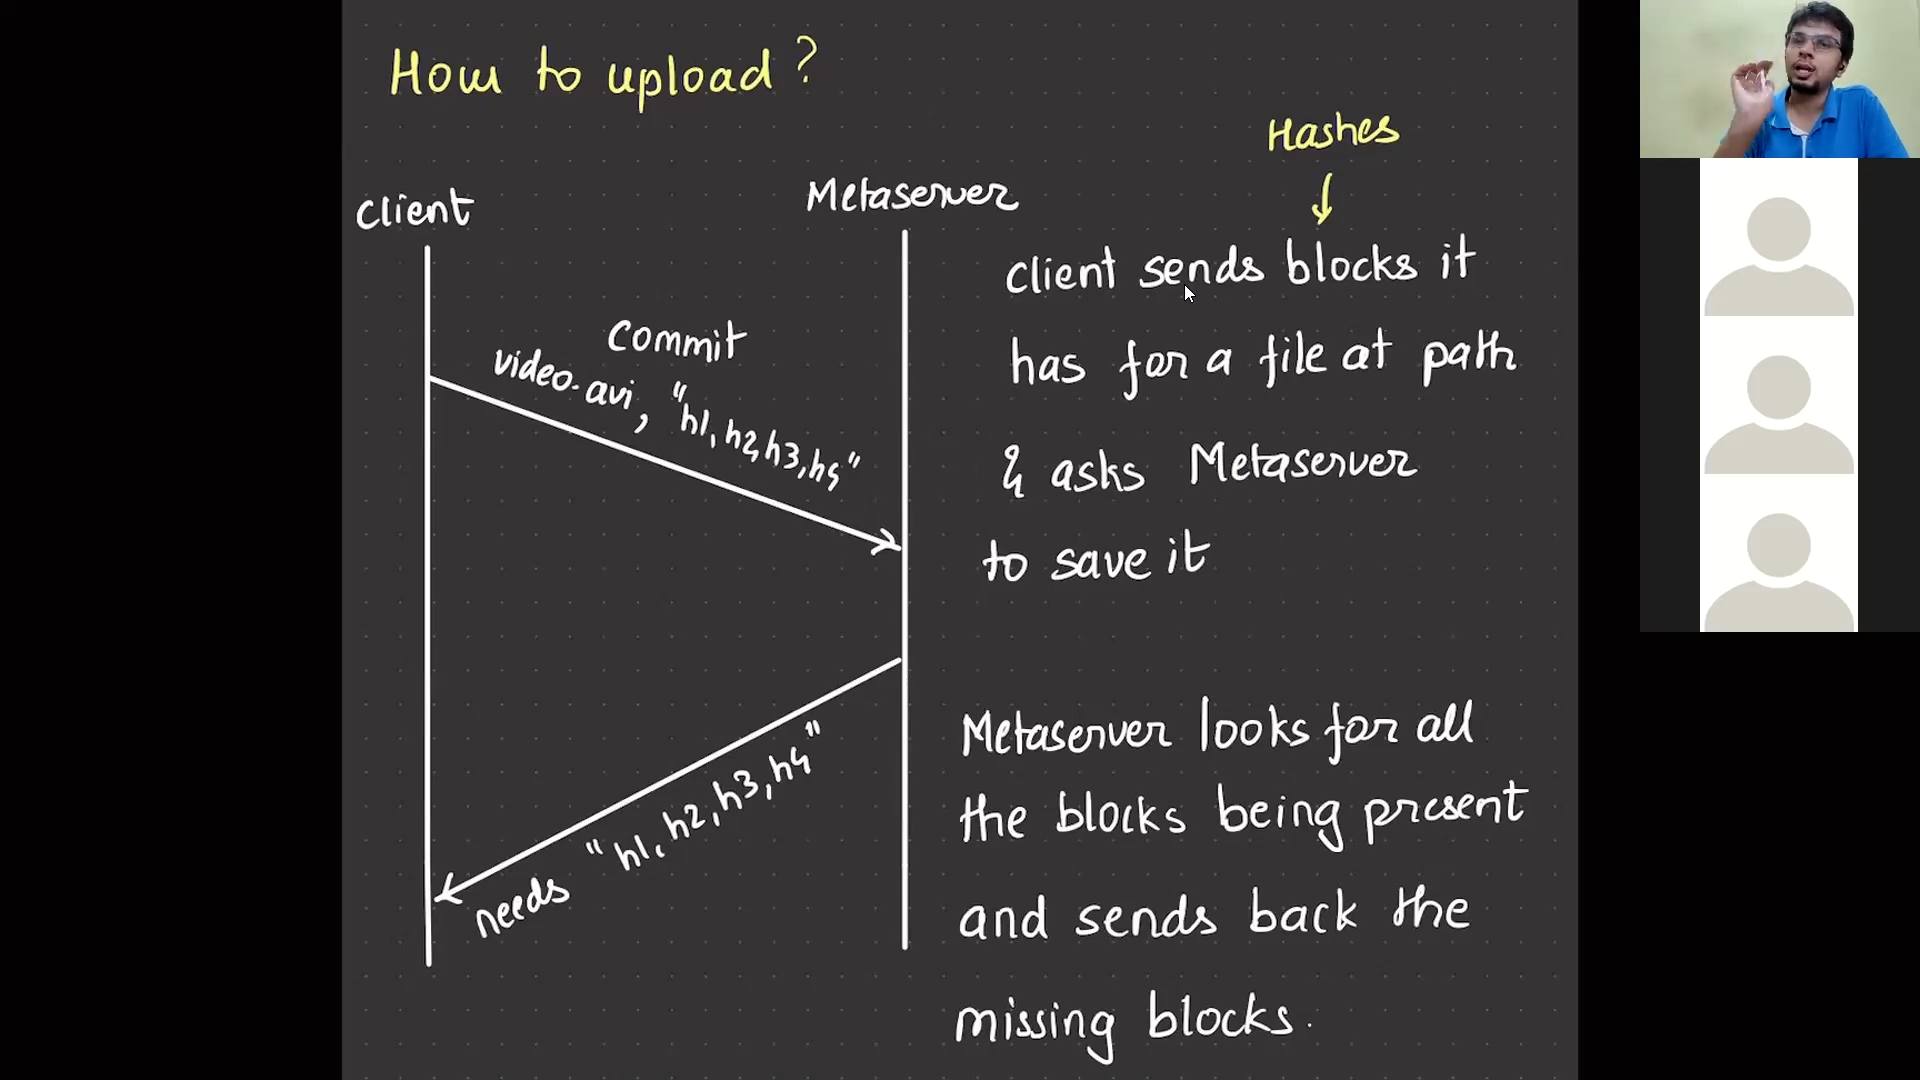 How to upload?
Hashes
Client
Metaserver
client sends blocks it
has for a file at path
& asks Metaserver
to save it
Commit
video.avi, "h1, h2, h3, h4"
Metaserver looks for all
the blocks being present
and sends back the
missing blocks.
needs "h1, h2, h3, h4"